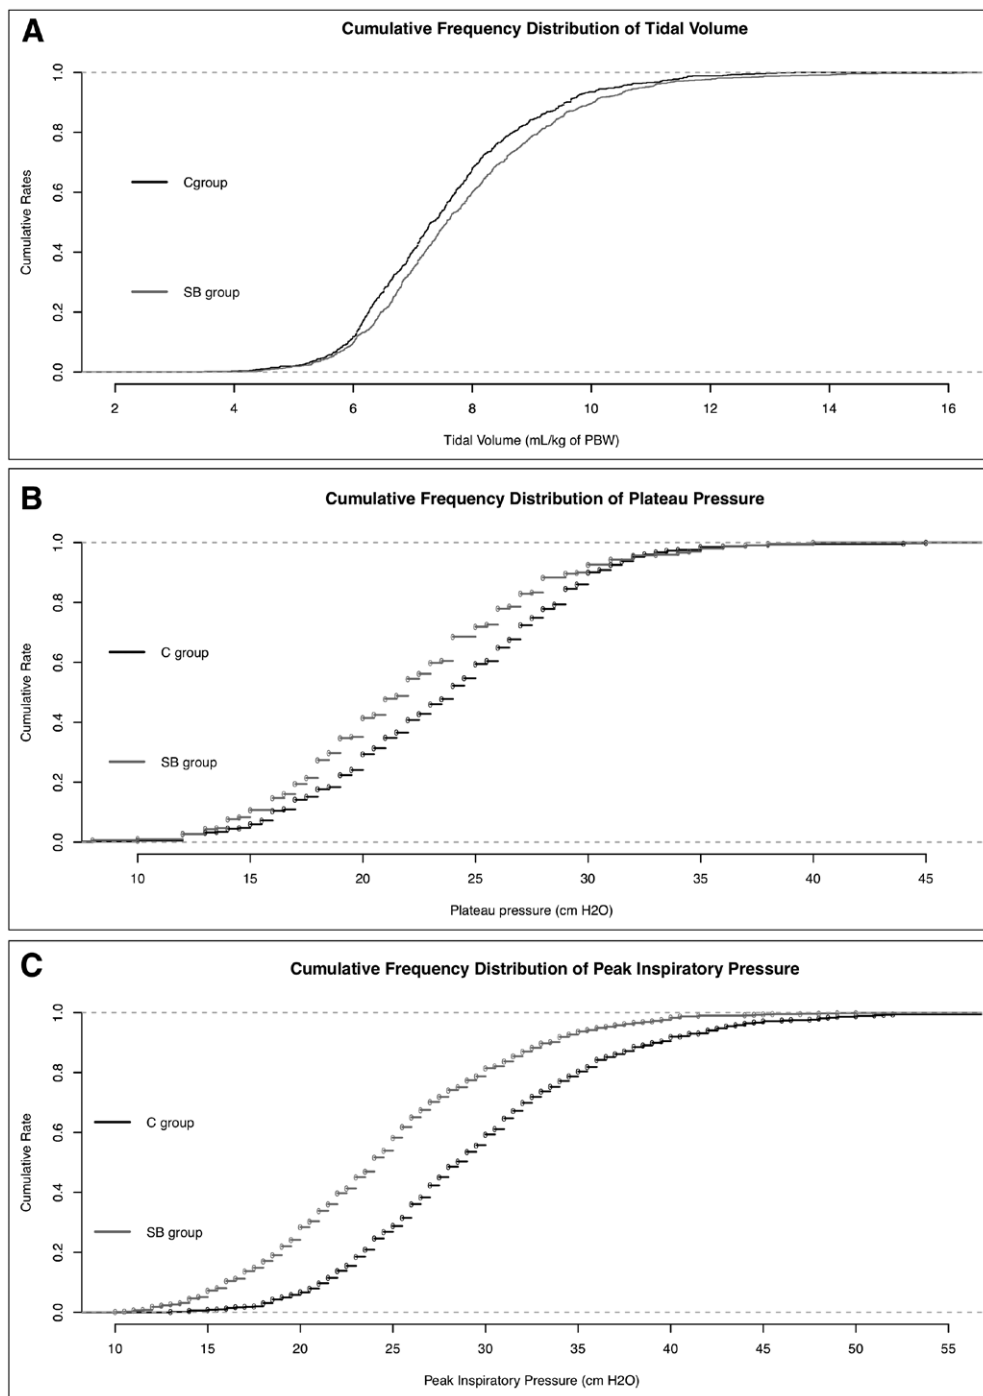 A
Cumulative Frequency Distribution of Tidal Volume
Cumulative Rates
0.0 0.2 0.4 0.6 0.8 1.0
Cgroup
SB group
2 4 6 8 10 12 14 16
Tidal Volume (mL/kg of PBW)
B
Cumulative Frequency Distribution of Plateau Pressure
Cumulative Rate
0.0 0.2 0.4 0.6 0.8 1.0
C group
SB group
10 15 20 25 30 35 40 45
Plateau pressure (cm H2O)
C
Cumulative Frequency Distribution of Peak Inspiratory Pressure
Cumulative Rate
0.0 0.2 0.4 0.6 0.8 1.0
C group
SB group
10 15 20 25 30 35 40 45 50 55
Peak Inspiratory Pressure (cm H2O)